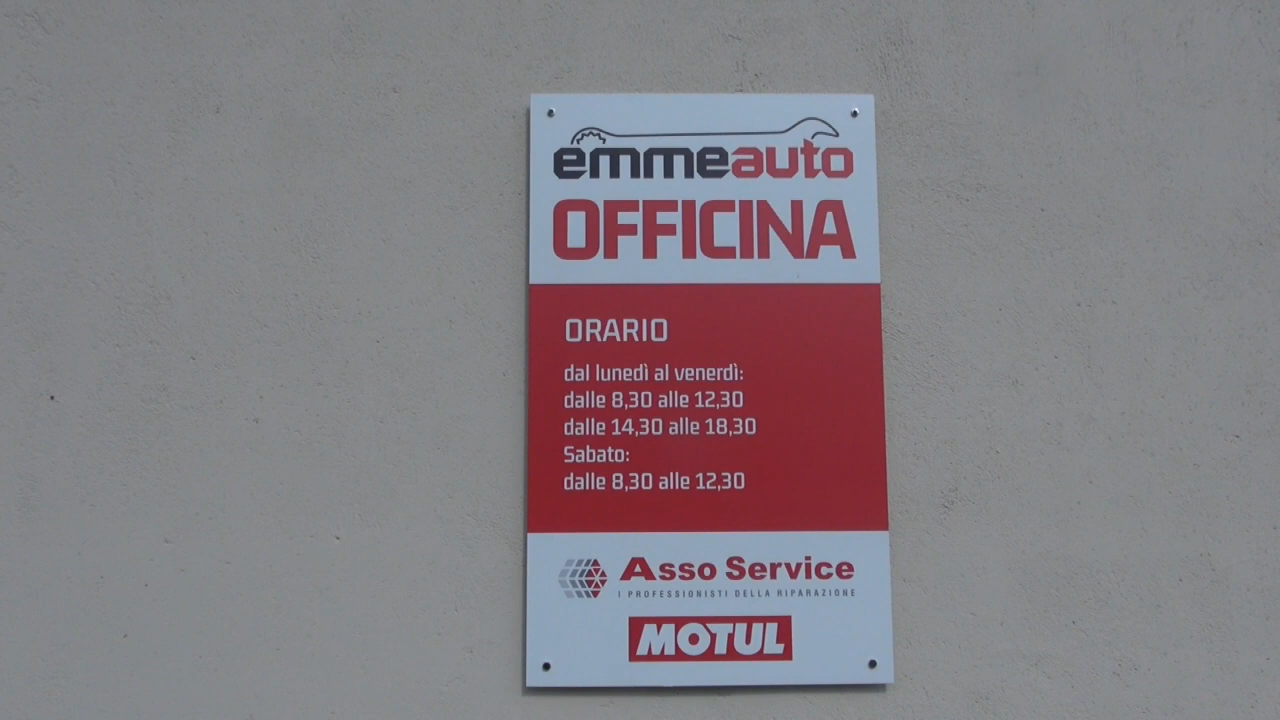 emmeauto
OFFICINA
ORARIO
dal lunedì al venerdì:
dalle 8,30 alle 12,30
dalle 14,30 alle 18,30
Sabato:
dalle 8,30 alle 12,30
Asso Service
I PROFESSIONISTI DELLA RIPARAZIONE
MOTUL